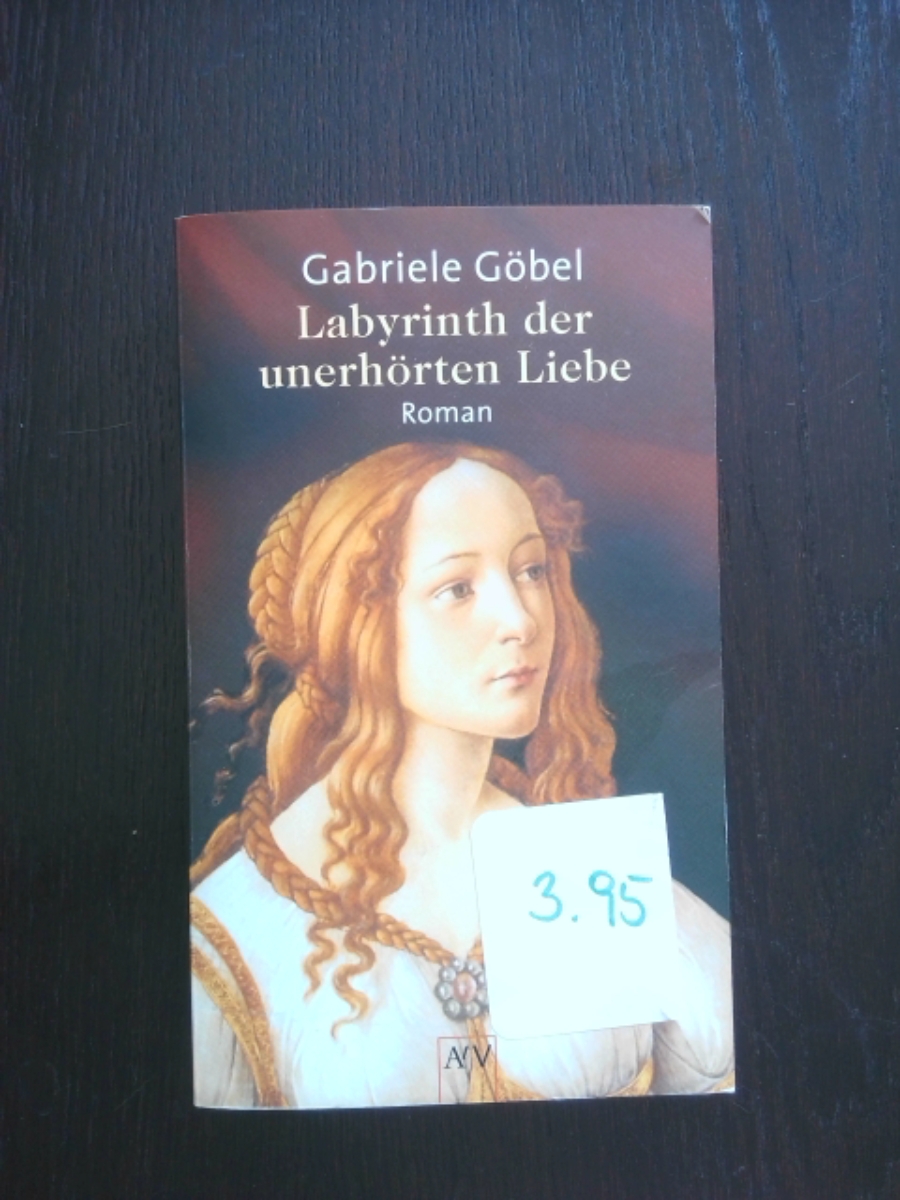 Gabriele Göbel
Labyrinth der
unerhörten Liebe
Roman
3.95
AtV